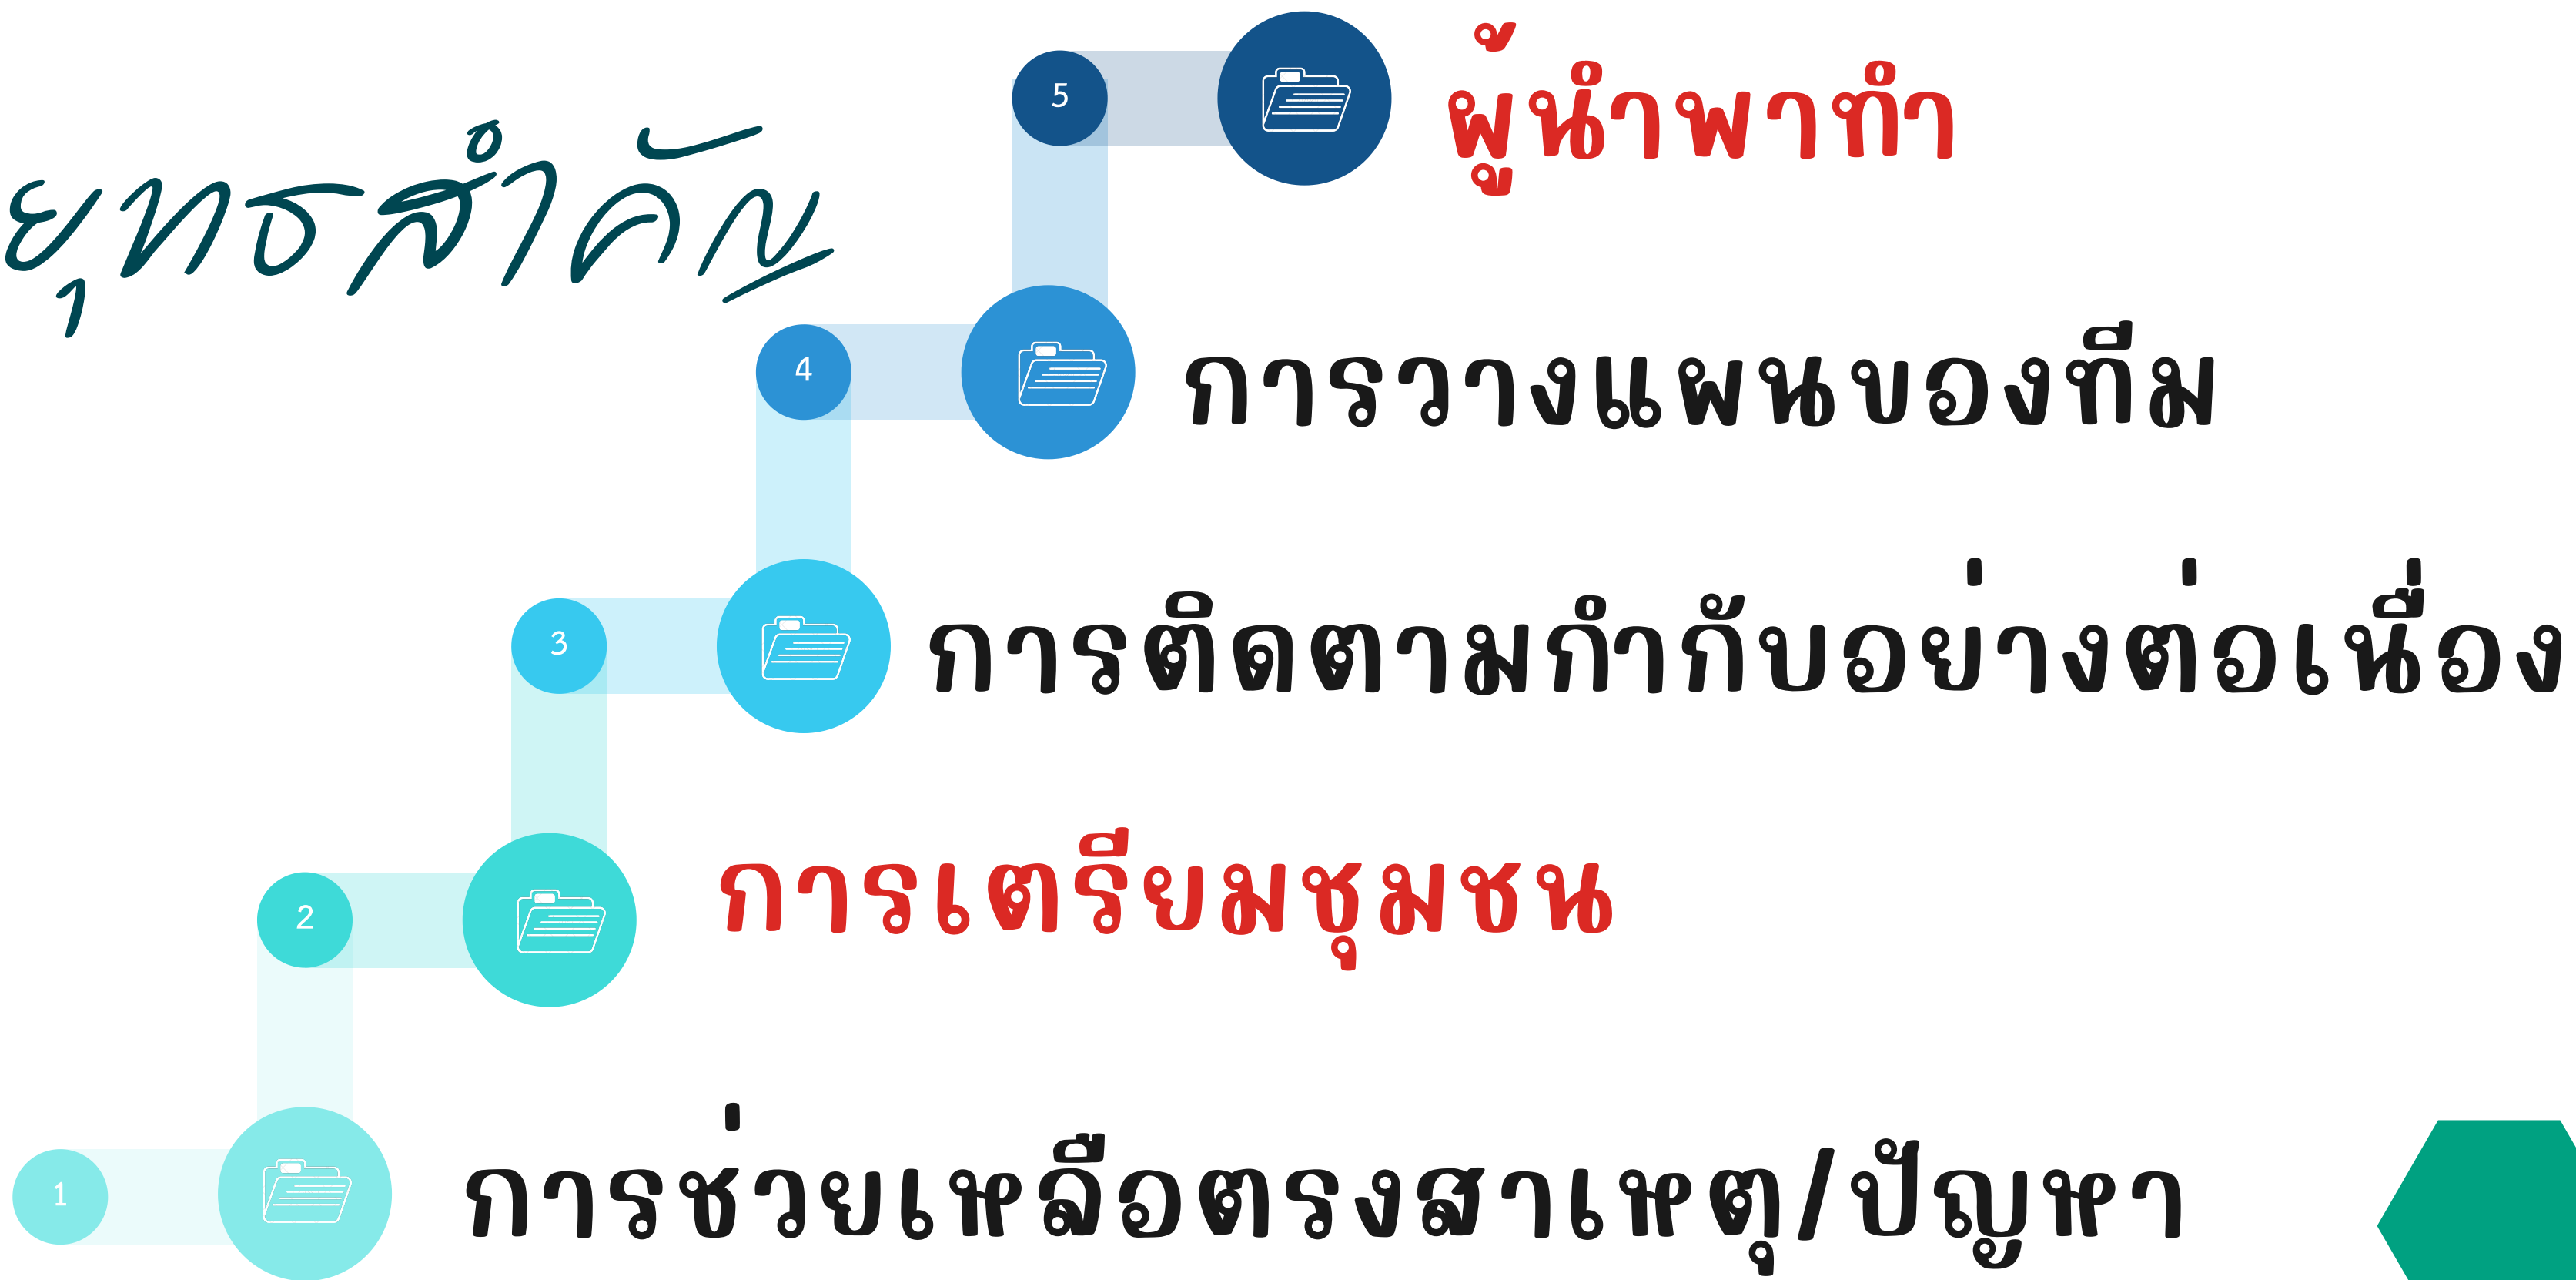 5 ผู้นำพาทำ
ยุทธสำคัญ
4 การวางแผนของทีม
3 การติดตามกำกับอย่างต่อเนื่อง
2 การเตรียมชุมชน
1 การช่วยเหลือตรงสาเหตุ/ปัญหา